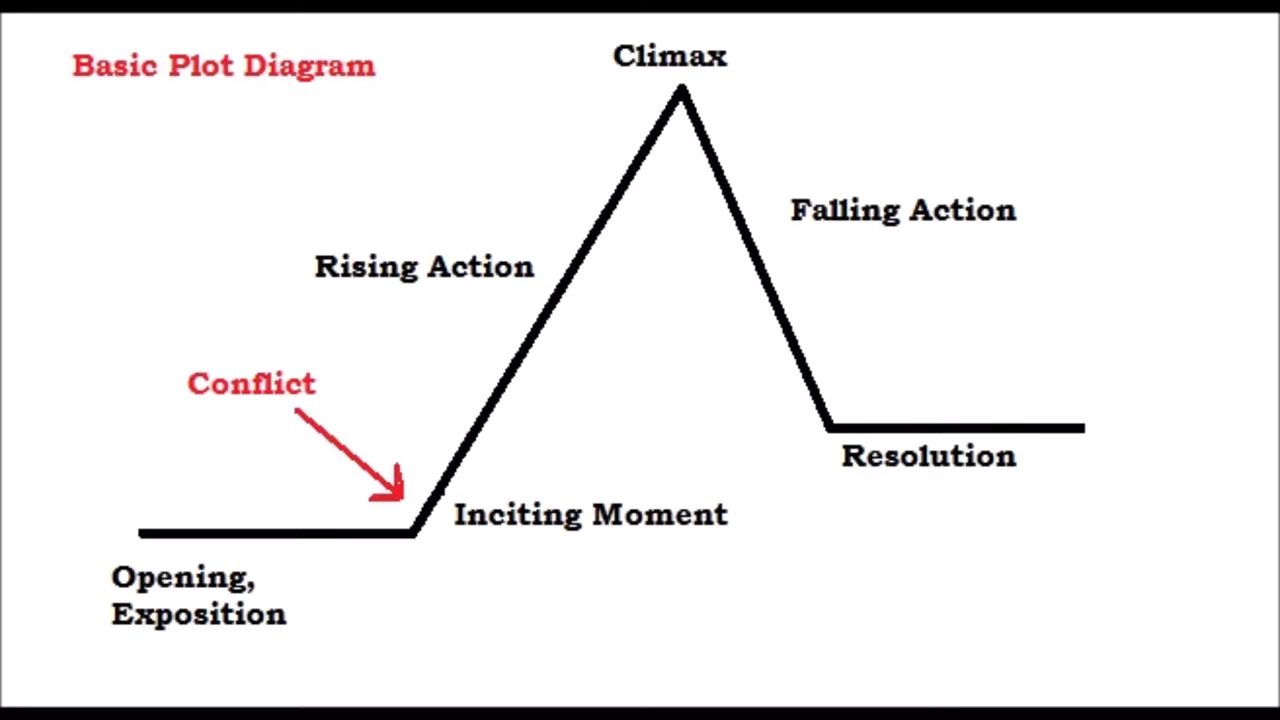 Basic Plot Diagram
Climax
Falling Action
Rising Action
Conflict
Resolution
Inciting Moment
Opening,
Exposition